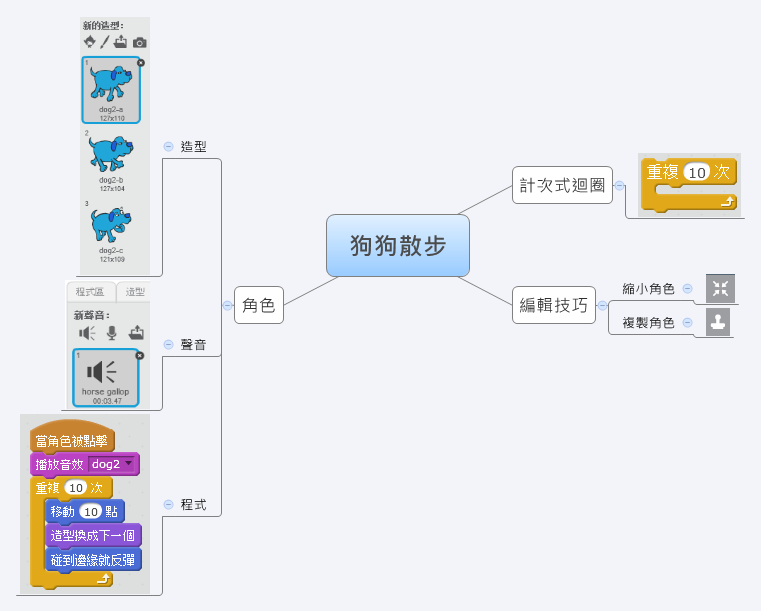 新的造型:
1
dog2-a
127x110
2
dog2-b
127x104
3
dog2-c
121x109
造型
程式區
造型
新聲音:
1
horse gallop
00:03.47
聲音
當角色被點擊
播放音效 dog2
重複 10 次
移動 10 點
造型換成下一個
碰到邊緣就反彈
程式
角色
狗狗散步
計次式迴圈
重複 10 次
編輯技巧
縮小角色
複製角色